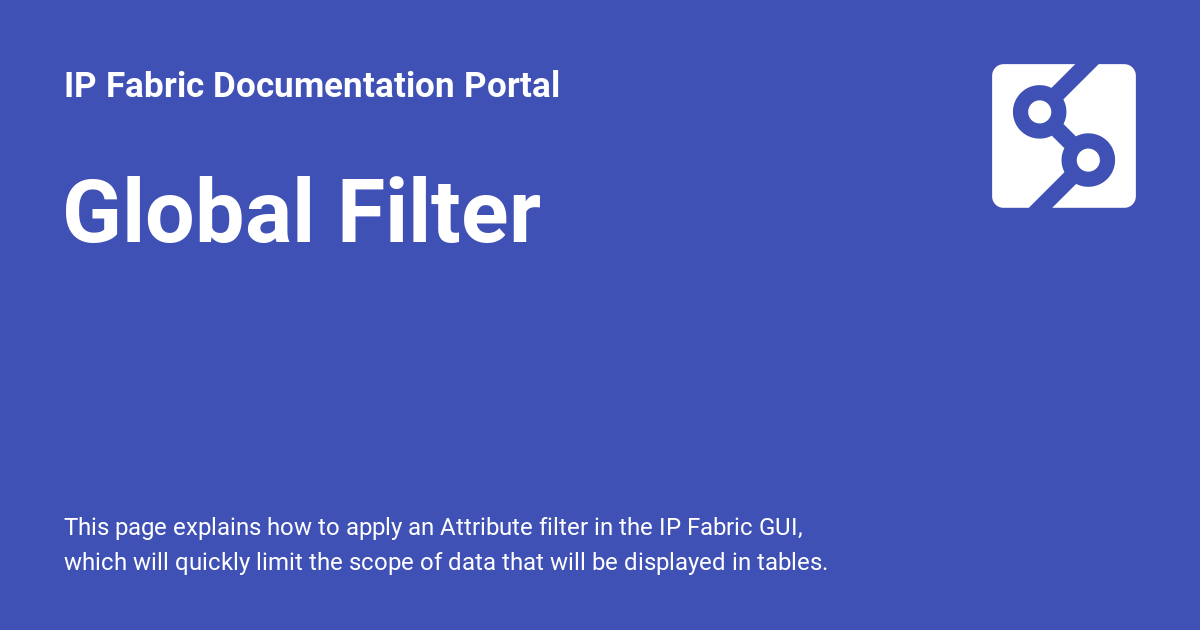 IP Fabric Documentation Portal
Global Filter
This page explains how to apply an Attribute filter in the IP Fabric GUI,
which will quickly limit the scope of data that will be displayed in tables.